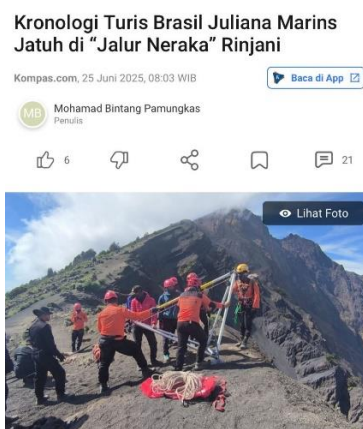 Kronologi Turis Brasil Juliana Marins
Jatuh di “Jalur Neraka” Rinjani
Kompas.com, 25 Juni 2025, 08:03 WIB
Baca di App
MB
Mohamad Bintang Pamungkas
Penulis
6
21
Lihat Foto